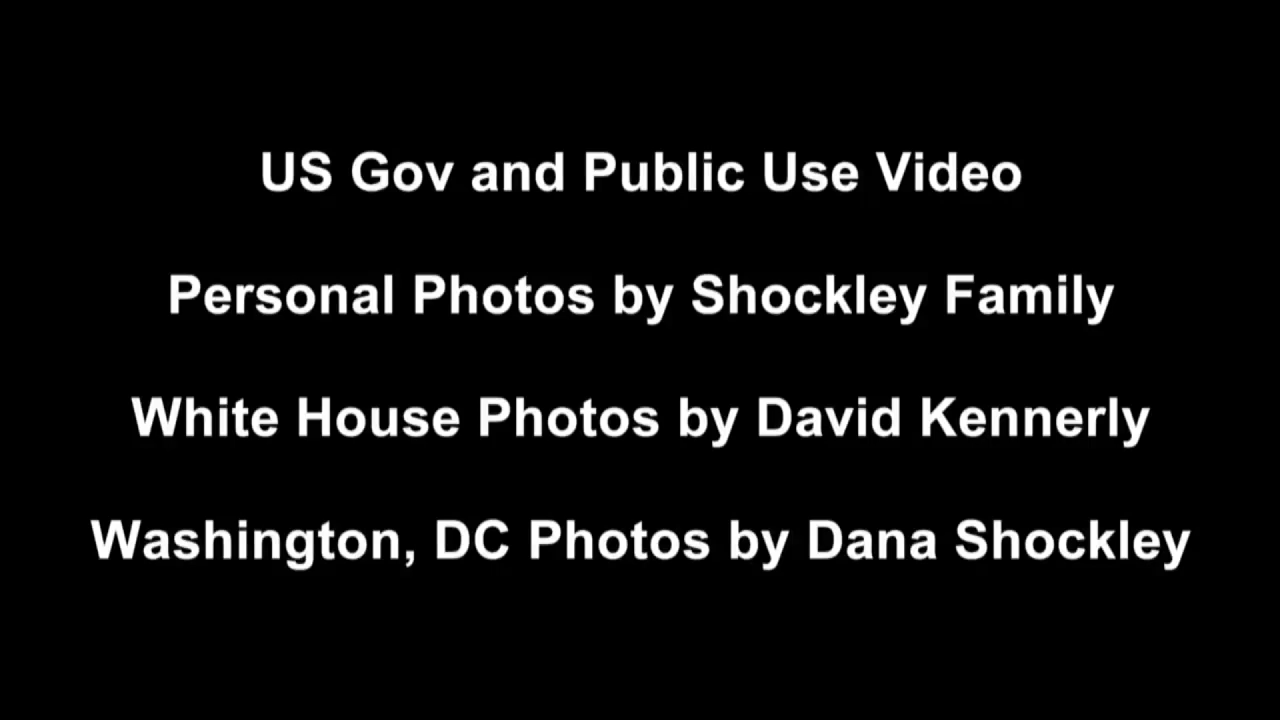 US Gov and Public Use Video
Personal Photos by Shockley Family
White House Photos by David Kennerly
Washington, DC Photos by Dana Shockley